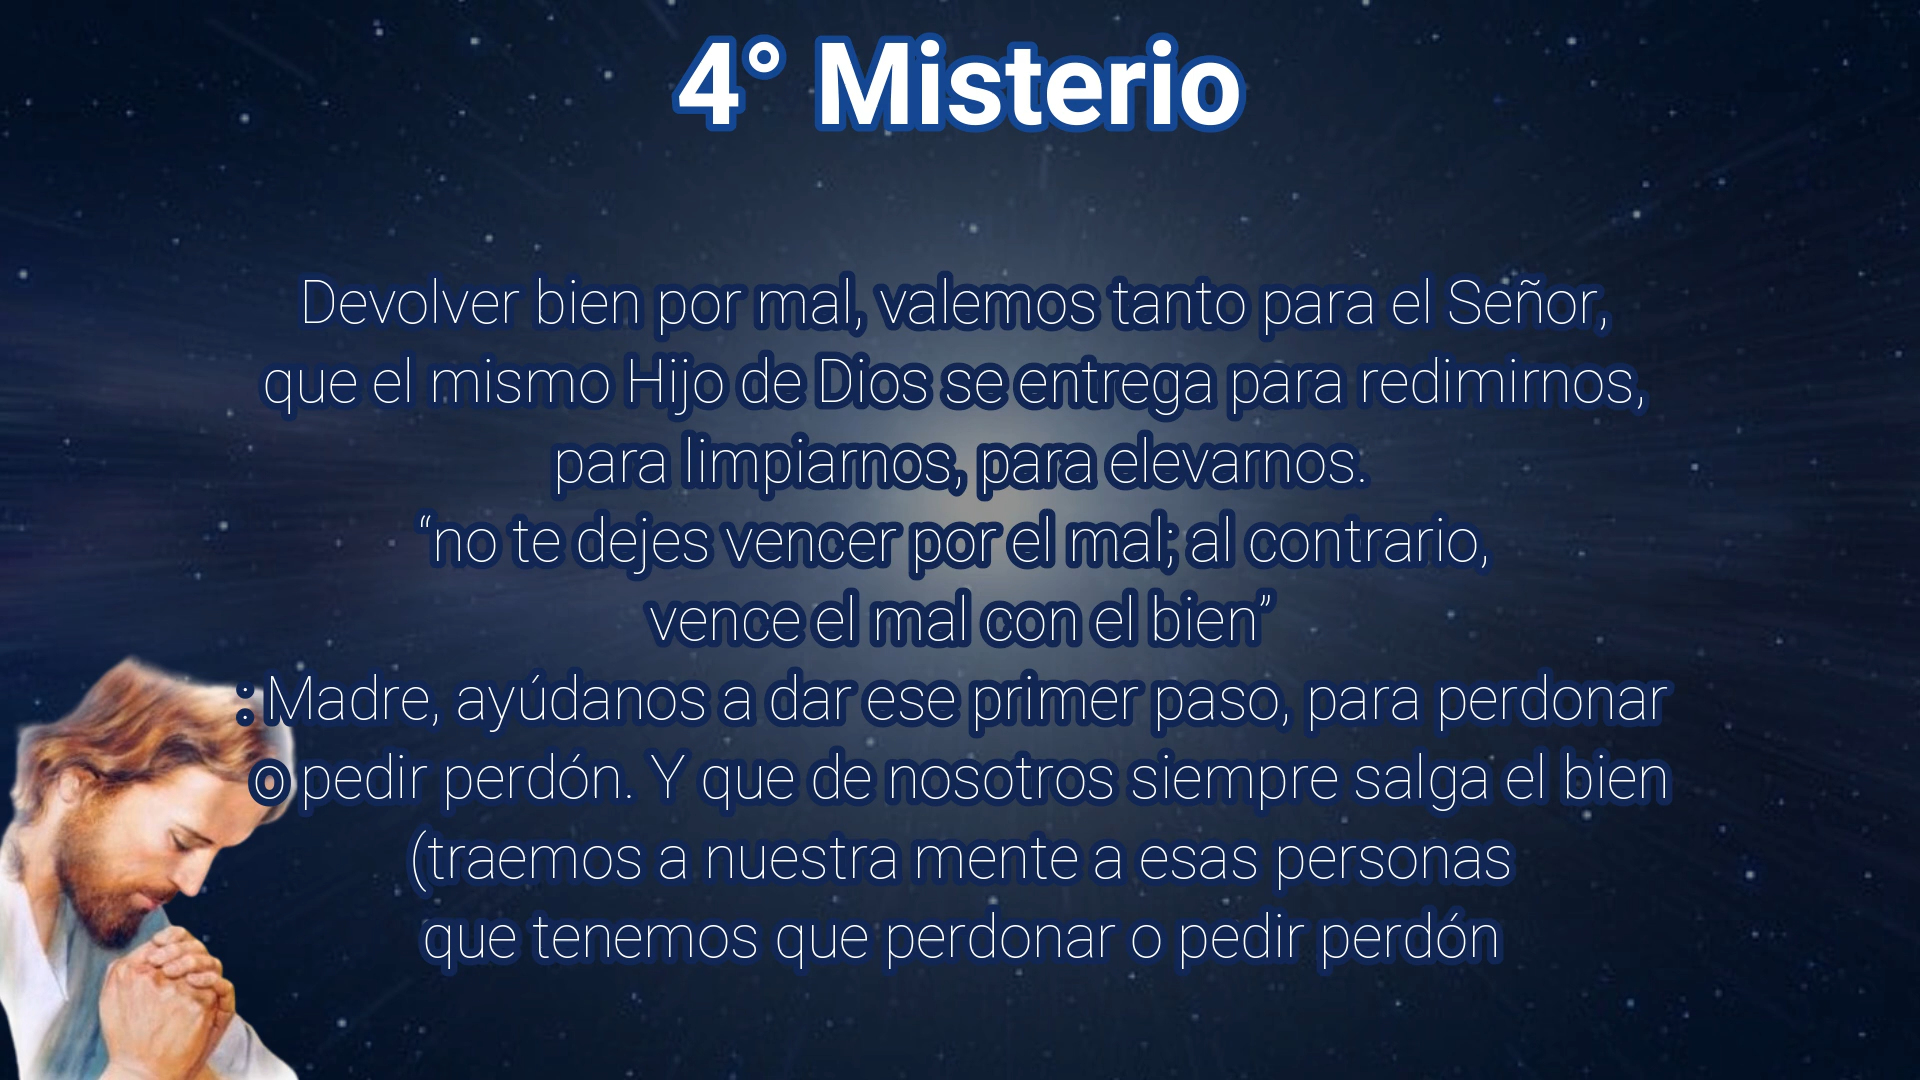 4° Misterio
Devolver bien por mal, valemos tanto para el Señor,
que el mismo Hijo de Dios se entrega para redimirnos,
para limpiarnos, para elevarnos.
“no te dejes vencer por el mal; al contrario,
vence el mal con el bien”
: Madre, ayúdanos a dar ese primer paso, para perdonar
o pedir perdón. Y que de nosotros siempre salga el bien
(traemos a nuestra mente a esas personas
que tenemos que perdonar o pedir perdón